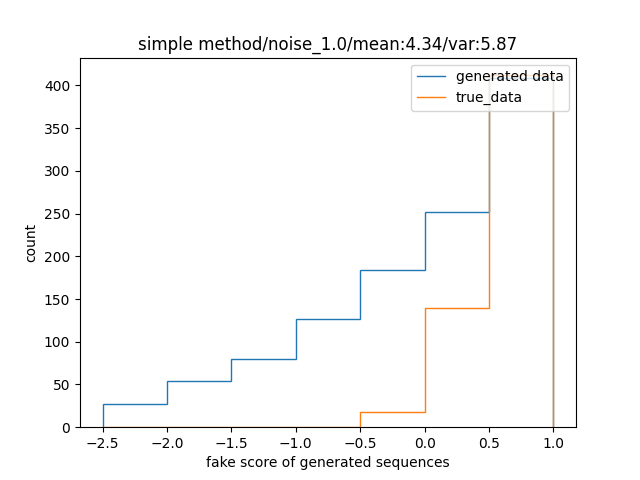 simple method/noise_1.0/mean:4.34/var:5.87
generated data
true_data
400
350
300
250
200
150
100
50
0
count
−2.5 −2.0 −1.5 −1.0 −0.5 0.0 0.5 1.0
fake score of generated sequences